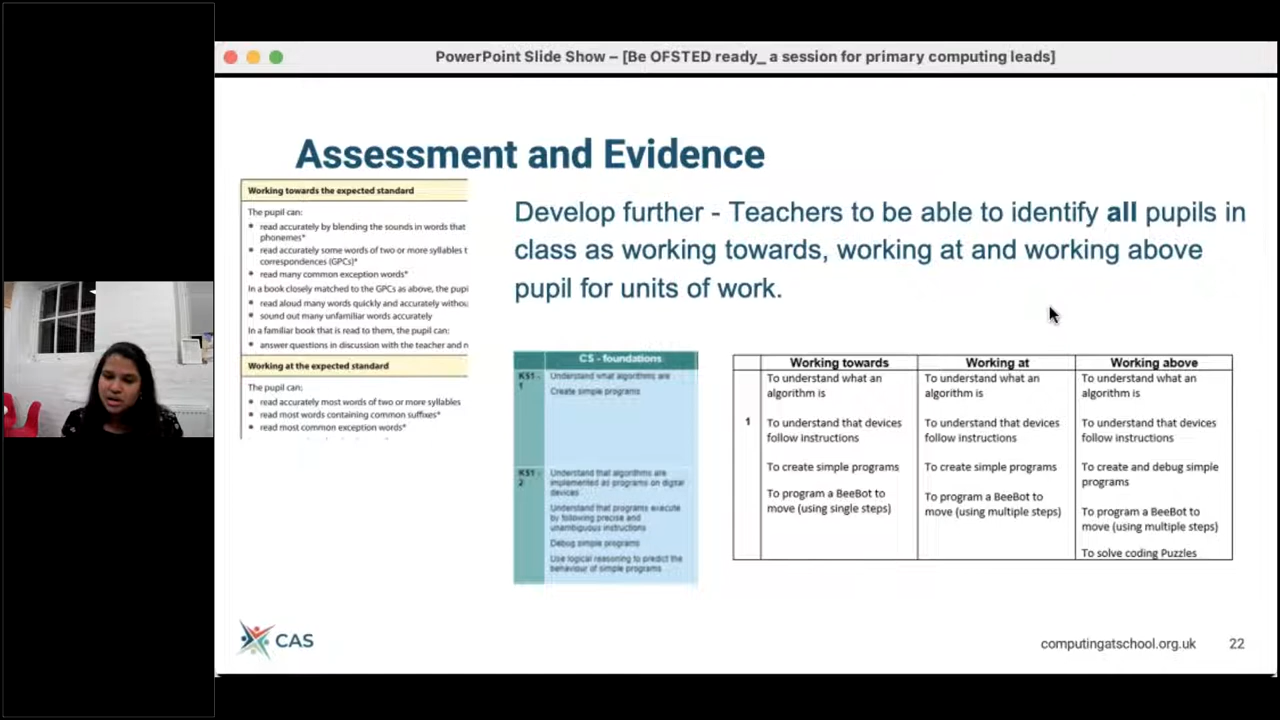 PowerPoint Slide Show – [Be OFSTED ready_ a session for primary computing leads]
Assessment and Evidence
Working towards the expected standard
The pupil can:
• read accurately by blending the sounds in words that
phonemes*
• read accurately some words of two or more syllables t
correspondences (GPCs)*
• read many common exception words*
In a book closely matched to the GPCs as above, the pupi
• read aloud many words quickly and accurately withou
• sound out many unfamiliar words accurately
In a familiar book that is read to them, the pupil can:
• answer questions in discussion with the teacher and n
Working at the expected standard
The pupil can:
• read accurately most words of two or more syllables
• read most words containing common suffixes*
• read most common exception words*
Develop further - Teachers to be able to identify all pupils in
class as working towards, working at and working above
pupil for units of work.
CS - foundations
KS1 -
1
Understand what algorithms are
Create simple programs
KS1 -
2
Understand that algorithms are
implemented as programs on digital
devices
Understand that programs execute
by following precise and
unambiguous instructions
Debug simple programs
Use logical reasoning to predict the
behaviour of simple programs
Working towards
Working at
Working above
1
To understand what an
algorithm is
To understand that devices
follow instructions
To create simple programs
To program a BeeBot to
move (using single steps)
To understand what an
algorithm is
To understand that devices
follow instructions
To create simple programs
To program a BeeBot to
move (using multiple steps)
To understand what an
algorithm is
To understand that devices
follow instructions
To create and debug simple
programs
To program a BeeBot to
move (using multiple steps)
To solve coding Puzzles
CAS
computingatschool.org.uk
22